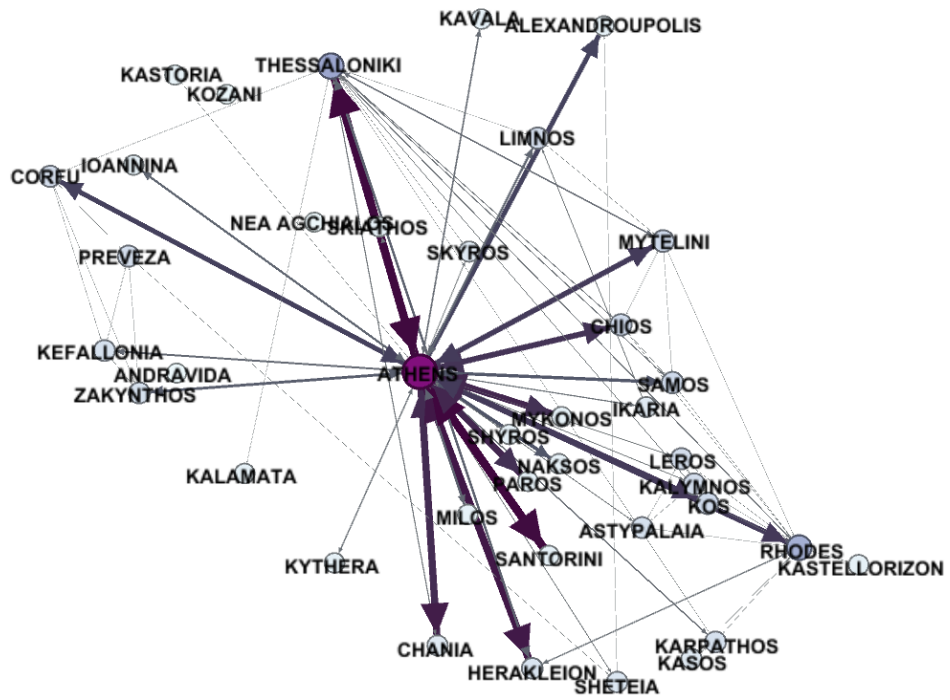 KAVALA
ALEXANDROUPOLIS
THESSALONIKI
KASTORIA
KOZANI
LIMNOS
IOANNINA
CORFU
NEA AGCHIALOS
SKIATHOS
MYTELINI
SKYROS
PREVEZA
CHIOS
KEFALLONIA
ANDRAVIDA
ATHENS
SAMOS
ZAKYNTHOS
IKARIA
MYKONOS
SHYROS
LEROS
NAKSOS
KALAMATA
PAROS
KALYMNOS
KOS
MILOS
ASTYPALAIA
RHODES
SANTORINI
KYTHERA
KASTELLORIZON
CHANIA
KARPATHOS
KASOS
HERAKLEION
SHETEIA